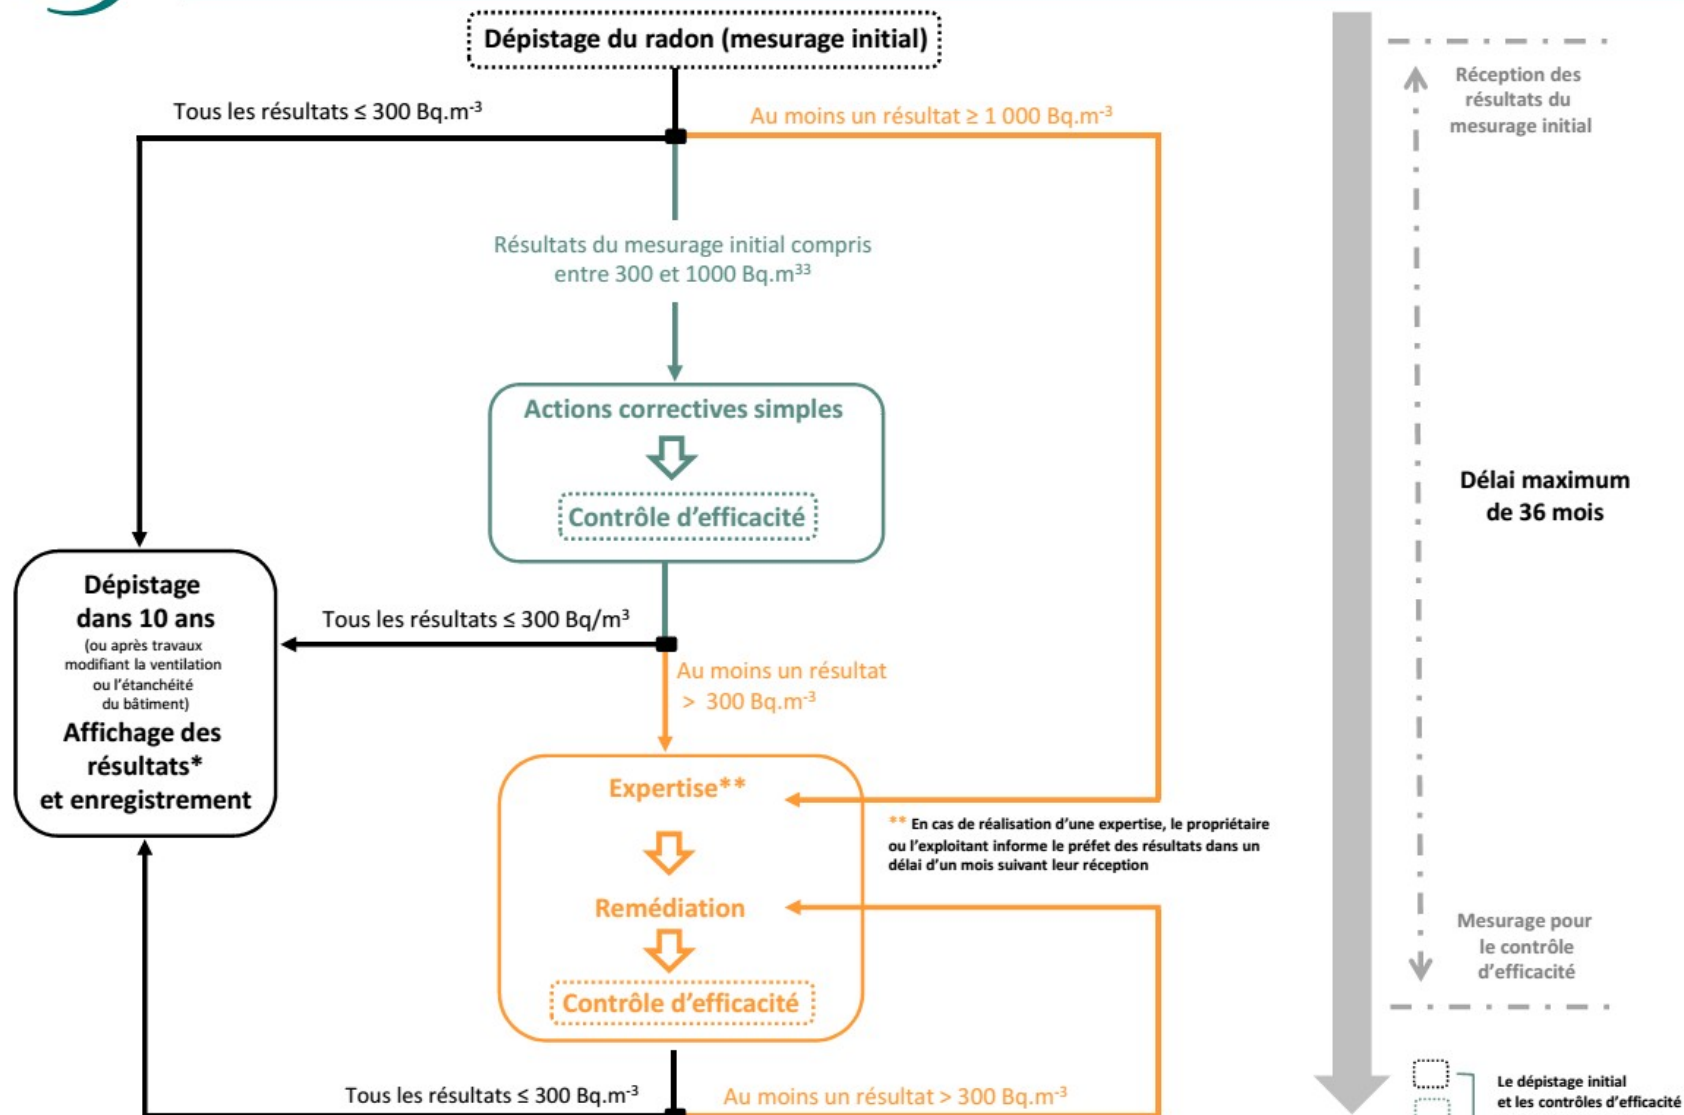 Dépistage du radon (mesurage initial)
Tous les résultats ≤ 300 Bq.m⁻³
Au moins un résultat ≥ 1 000 Bq.m⁻³
Réception des
résultats du
mesurage initial
Résultats du mesurage initial compris
entre 300 et 1000 Bq.m³³
Actions correctives simples
Contrôle d’efficacité
Délai maximum
de 36 mois
Dépistage
dans 10 ans
(ou après travaux
modifiant la ventilation
ou l’étanchéité
du bâtiment)
Affichage des
résultats*
et enregistrement
Tous les résultats ≤ 300 Bq/m³
Au moins un résultat
> 300 Bq.m⁻³
Expertise**
** En cas de réalisation d’une expertise, le propriétaire
ou l’exploitant informe le préfet des résultats dans un
délai d’un mois suivant leur réception
Remédiation
Contrôle d’efficacité
Mesurage pour
le contrôle
d’efficacité
Tous les résultats ≤ 300 Bq.m⁻³
Au moins un résultat > 300 Bq.m⁻³
Le dépistage initial
et les contrôles d’efficacité